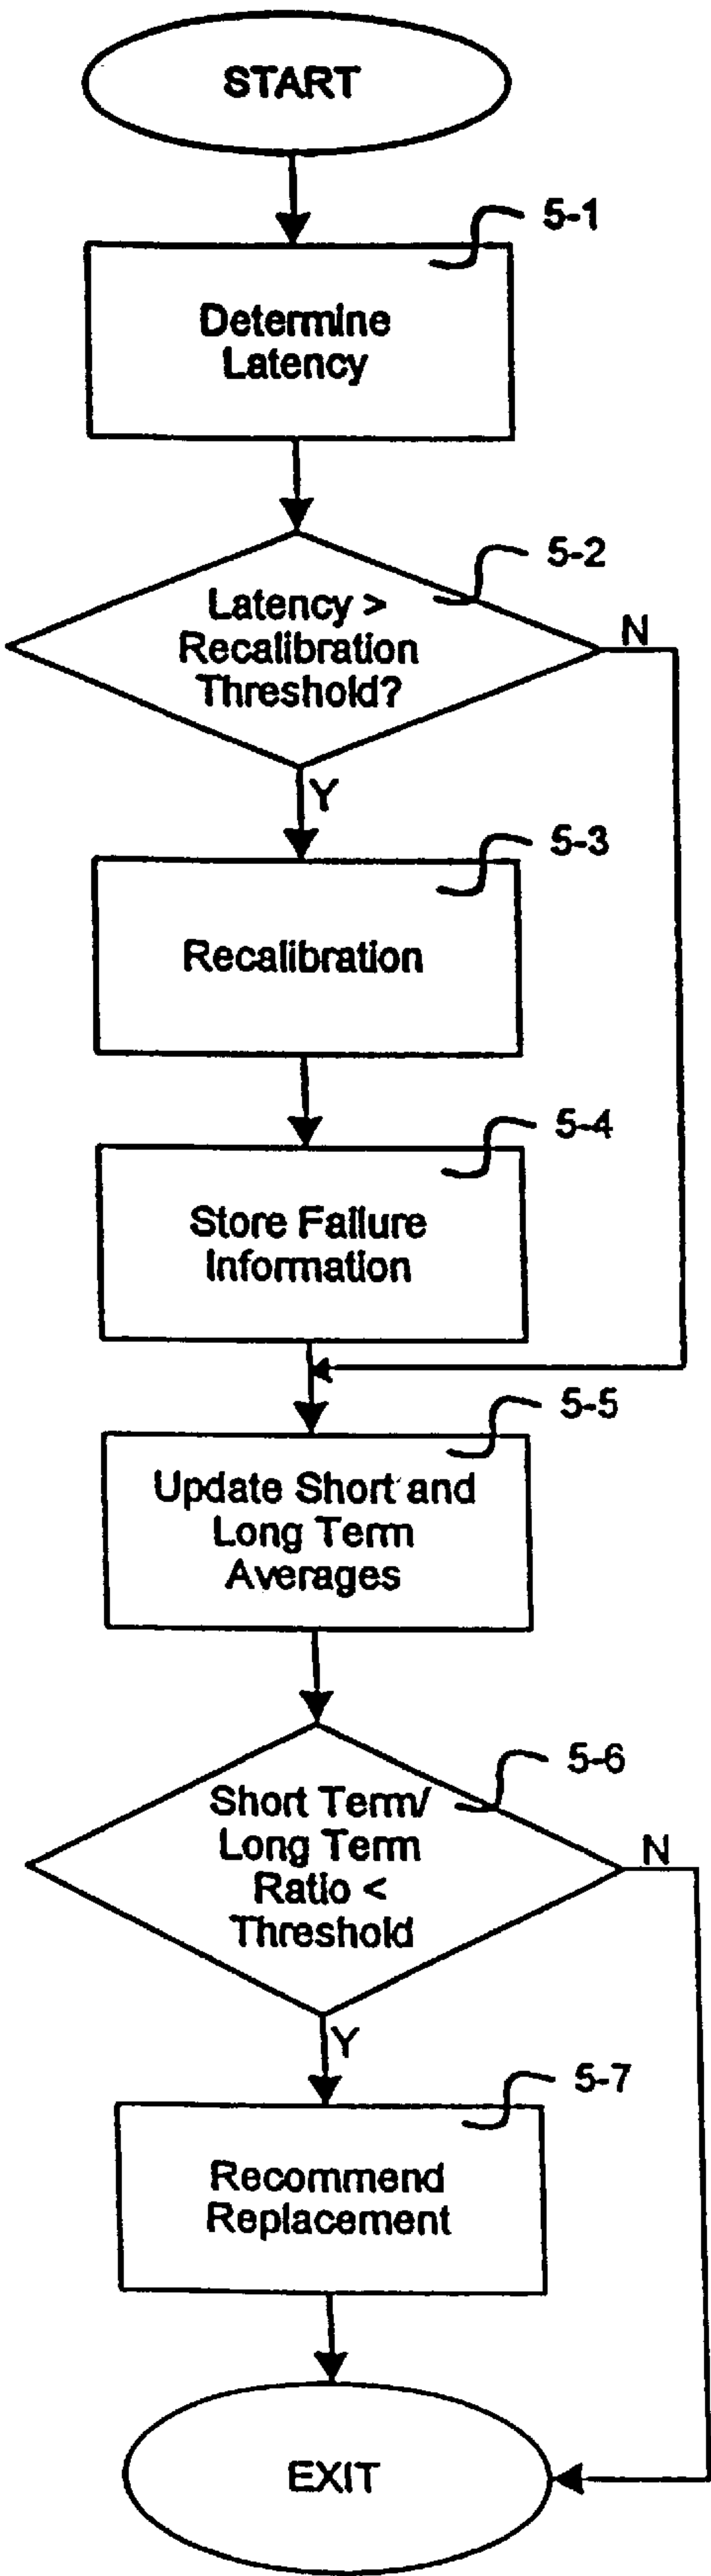 START
5-1
Determine
Latency
5-2
Latency >
Recalibration
Threshold?
N
Y
5-3
Recalibration
5-4
Store Failure
Information
5-5
Update Short and
Long Term
Averages
5-6
Short Term/
Long Term
Ratio <
Threshold
N
Y
5-7
Recommend
Replacement
EXIT